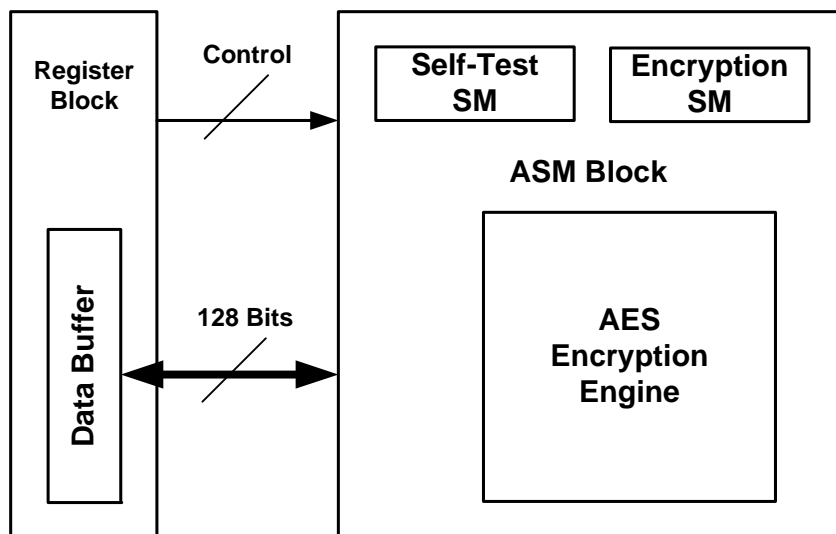 Register
Block
Control
Self-Test
SM
Encryption
SM
ASM Block
Data Buffer
128 Bits
AES
Encryption
Engine